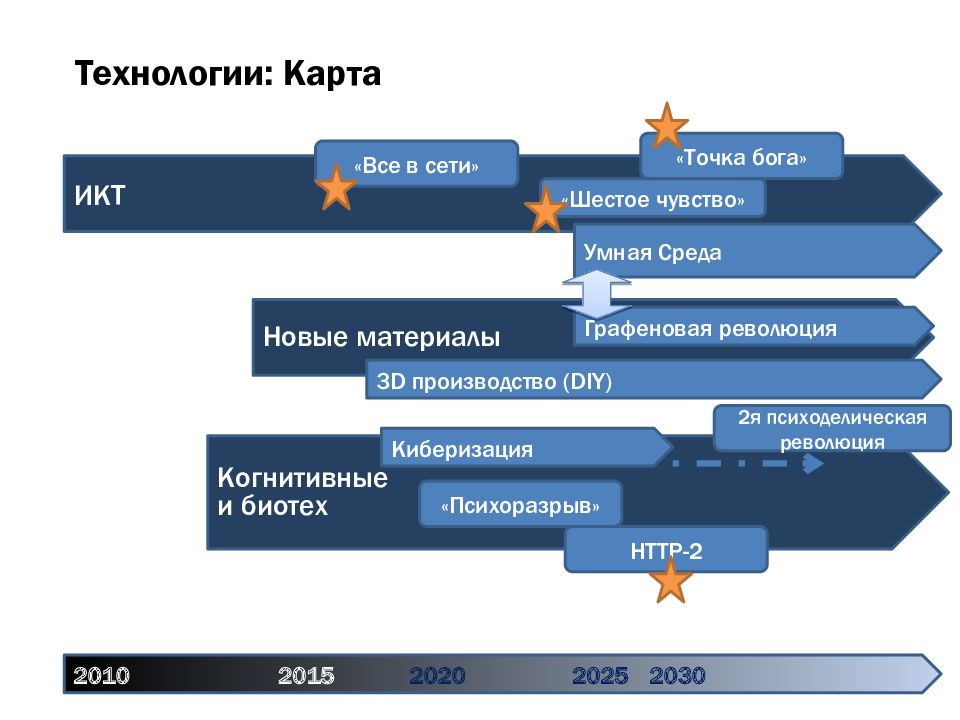 Технологии: Карта
«Все в сети»
«Точка бога»
ИКТ
«Шестое чувство»
Умная Среда
Новые материалы
Графеновая революция
3D производство (DIY)
2я психоделическая
революция
Киберизация
Когнитивные
и биотех
«Психоразрыв»
HTTP-2
2010 2015 2020 2025 2030